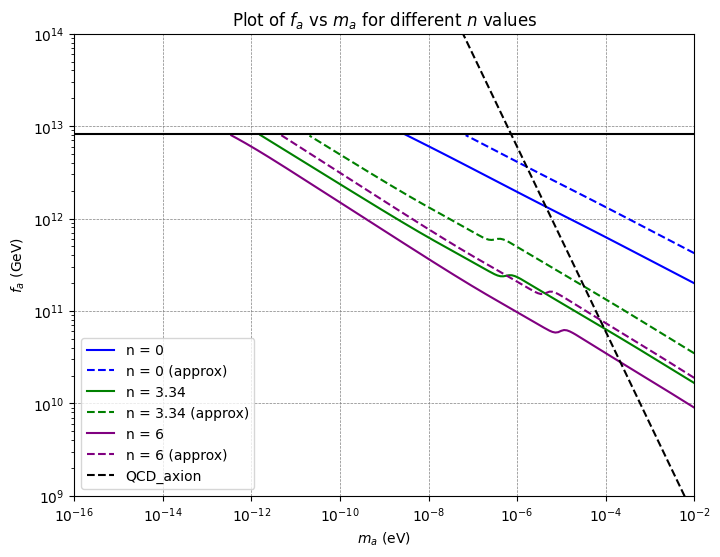 Plot of $f_a$ vs $m_a$ for different $n$ values
$10^{14}$
$10^{13}$
$10^{12}$
$10^{11}$
$10^{10}$
$10^{9}$
$f_a$ (GeV)
n = 0
n = 0 (approx)
n = 3.34
n = 3.34 (approx)
n = 6
n = 6 (approx)
QCD_axion
$10^{-16}$ $10^{-14}$ $10^{-12}$ $10^{-10}$ $10^{-8}$ $10^{-6}$ $10^{-4}$ $10^{-2}$
$m_a$ (eV)